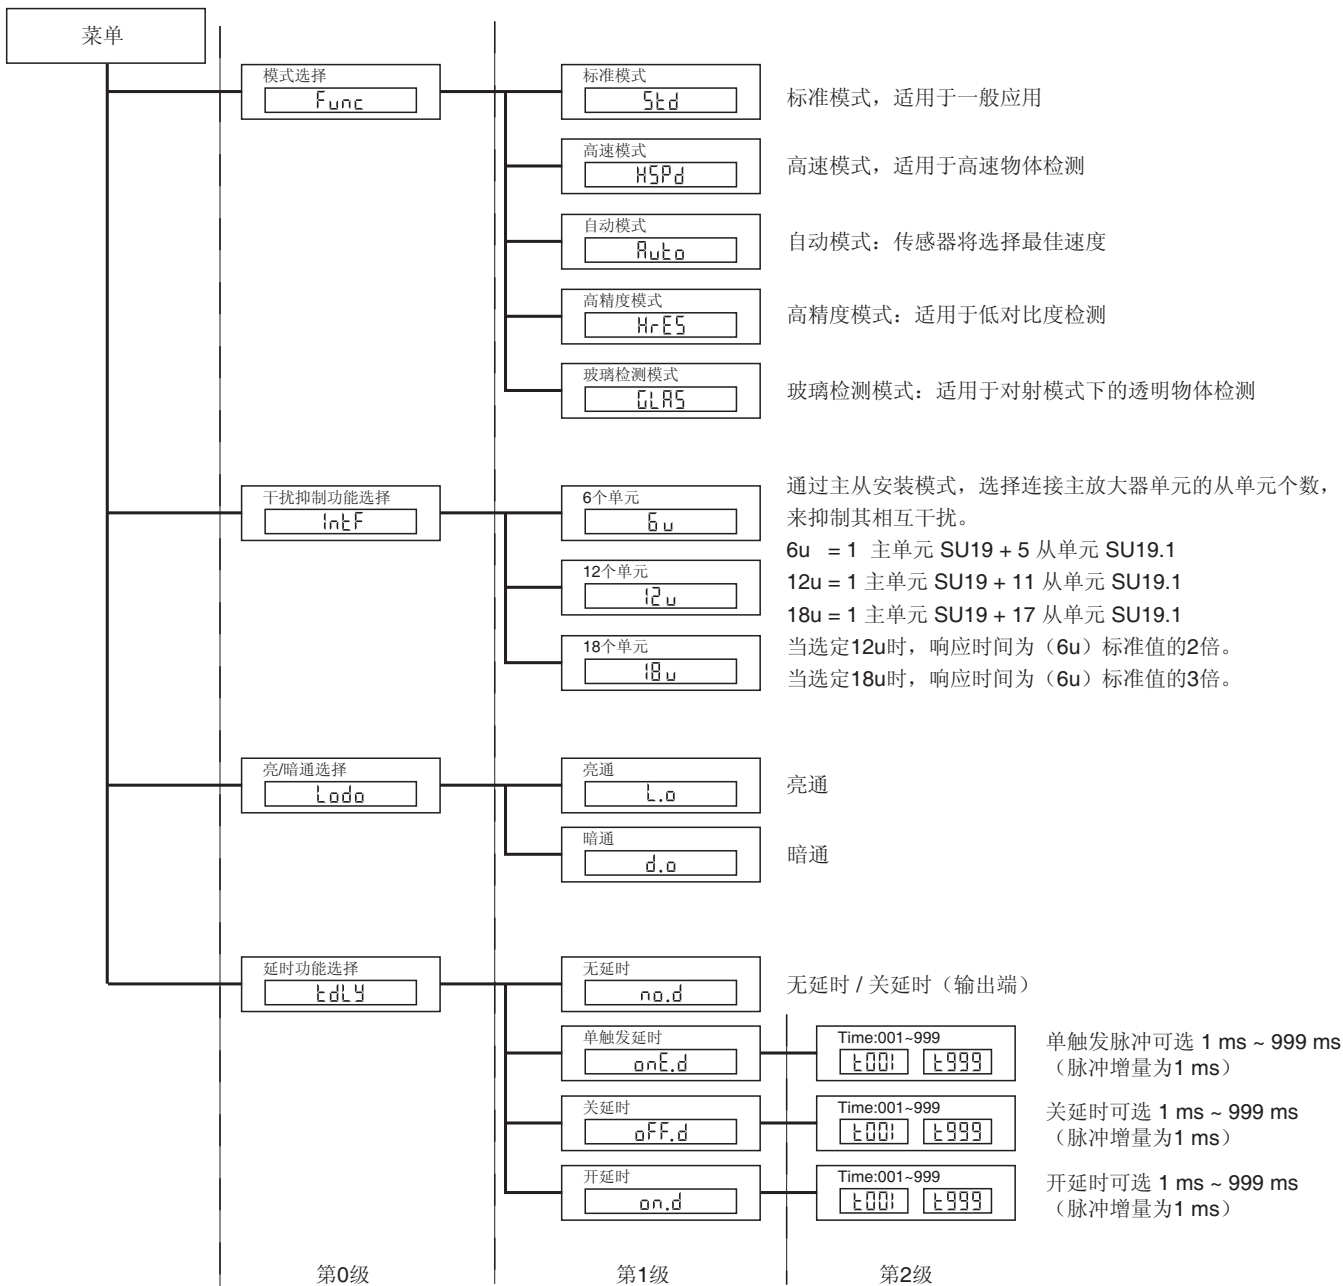 菜单
模式选择
Func
标准模式
Std
标准模式，适用于一般应用
高速模式
HSPd
高速模式，适用于高速物体检测
自动模式
Auto
自动模式：传感器将选择最佳速度
高精度模式
HrES
高精度模式：适用于低对比度检测
玻璃检测模式
GLAS
玻璃检测模式：适用于对射模式下的透明物体检测
干扰抑制功能选择
IntF
6个单元
6u
12个单元
12u
18个单元
18u
通过主从安装模式，选择连接主放大器单元的从单元个数，
来抑制其相互干扰。
6u = 1 主单元 SU19 + 5 从单元 SU19.1
12u = 1 主单元 SU19 + 11 从单元 SU19.1
18u = 1 主单元 SU19 + 17 从单元 SU19.1
当选定12u时，响应时间为（6u）标准值的2倍。
当选定18u时，响应时间为（6u）标准值的3倍。
亮/暗通选择
Lodo
亮通
L.o
亮通
暗通
d.o
暗通
延时功能选择
tdLY
无延时
no.d
无延时 / 关延时（输出端）
单触发延时
onE.d
Time:001~999
t001 t999
单触发脉冲可选 1 ms ~ 999 ms
（脉冲增量为1 ms）
关延时
oFF.d
Time:001~999
t001 t999
关延时可选 1 ms ~ 999 ms
（脉冲增量为1 ms）
开延时
on.d
Time:001~999
t001 t999
开延时可选 1 ms ~ 999 ms
（脉冲增量为1 ms）
第0级
第1级
第2级